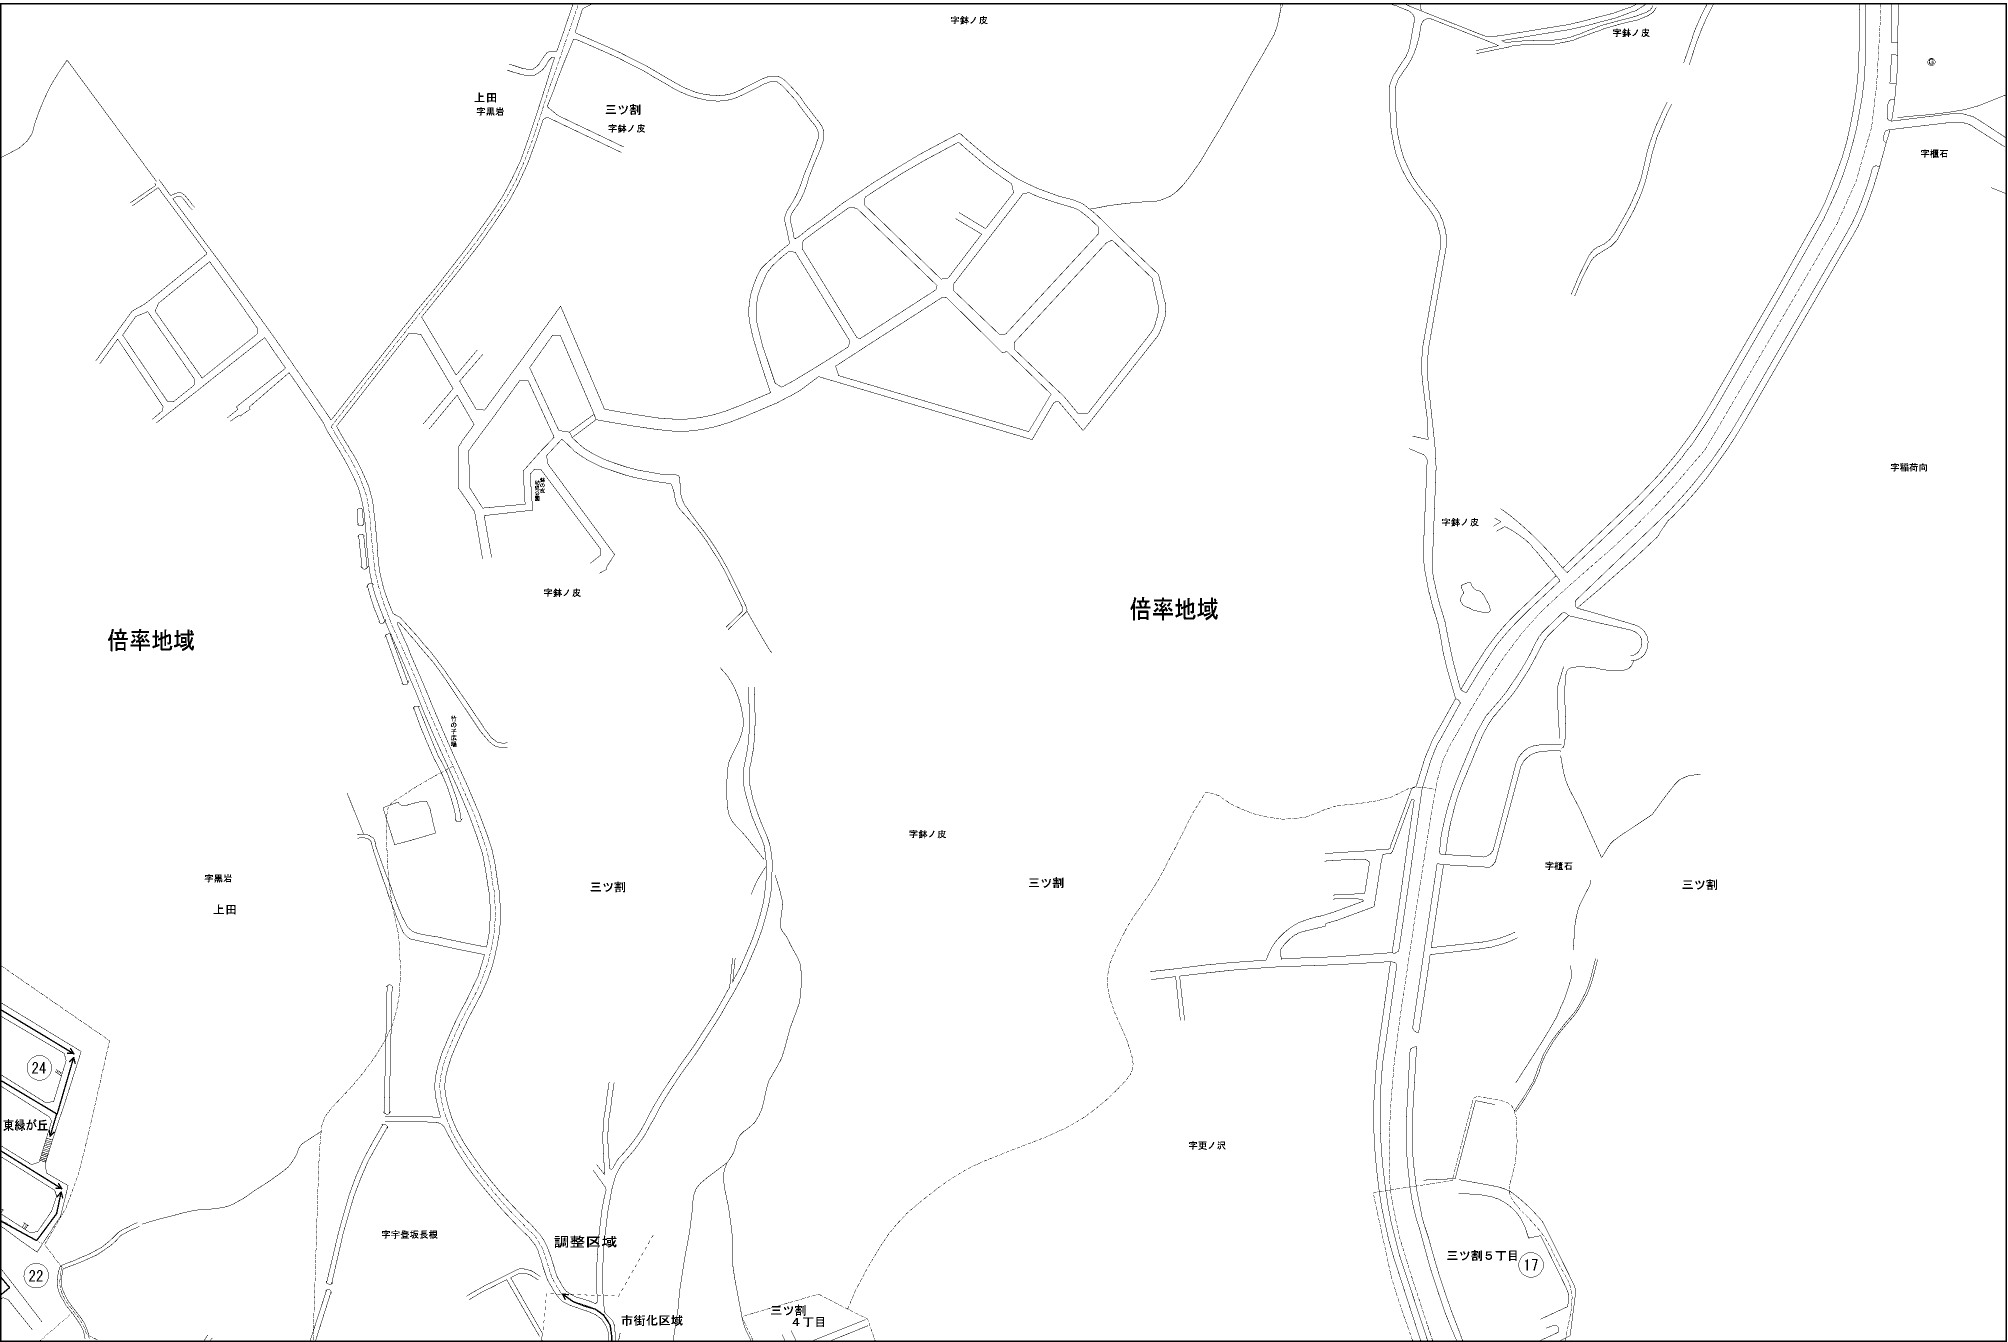 字鉢ノ皮
字鉢ノ皮
上田
字黒岩
三ツ割
字鉢ノ皮
字櫃石
字稲荷向
字鉢ノ皮
字鉢ノ皮
倍率地域
倍率地域
竹の子広場
字鉢ノ皮
字櫃石
字黒岩
上田
三ツ割
三ツ割
三ツ割
24
東緑が丘
字更ノ沢
字宇登坂長根
調整区域
三ツ割5丁目
17
22
市街化区域
三ツ割
4丁目